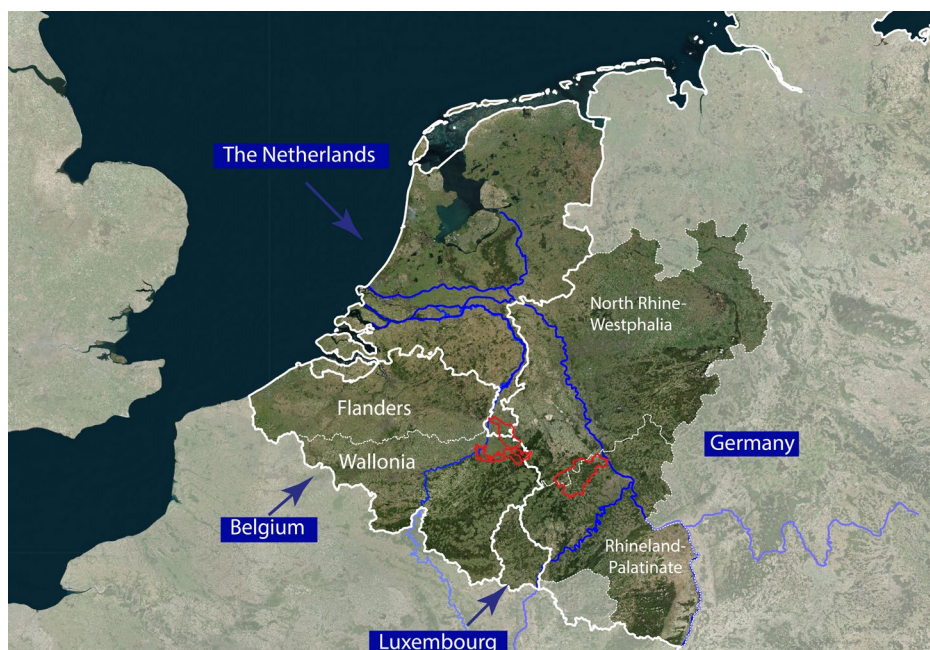 The Netherlands
North Rhine-
Westphalia
Flanders
Germany
Wallonia
Belgium
Rhineland-
Palatinate
Luxembourg